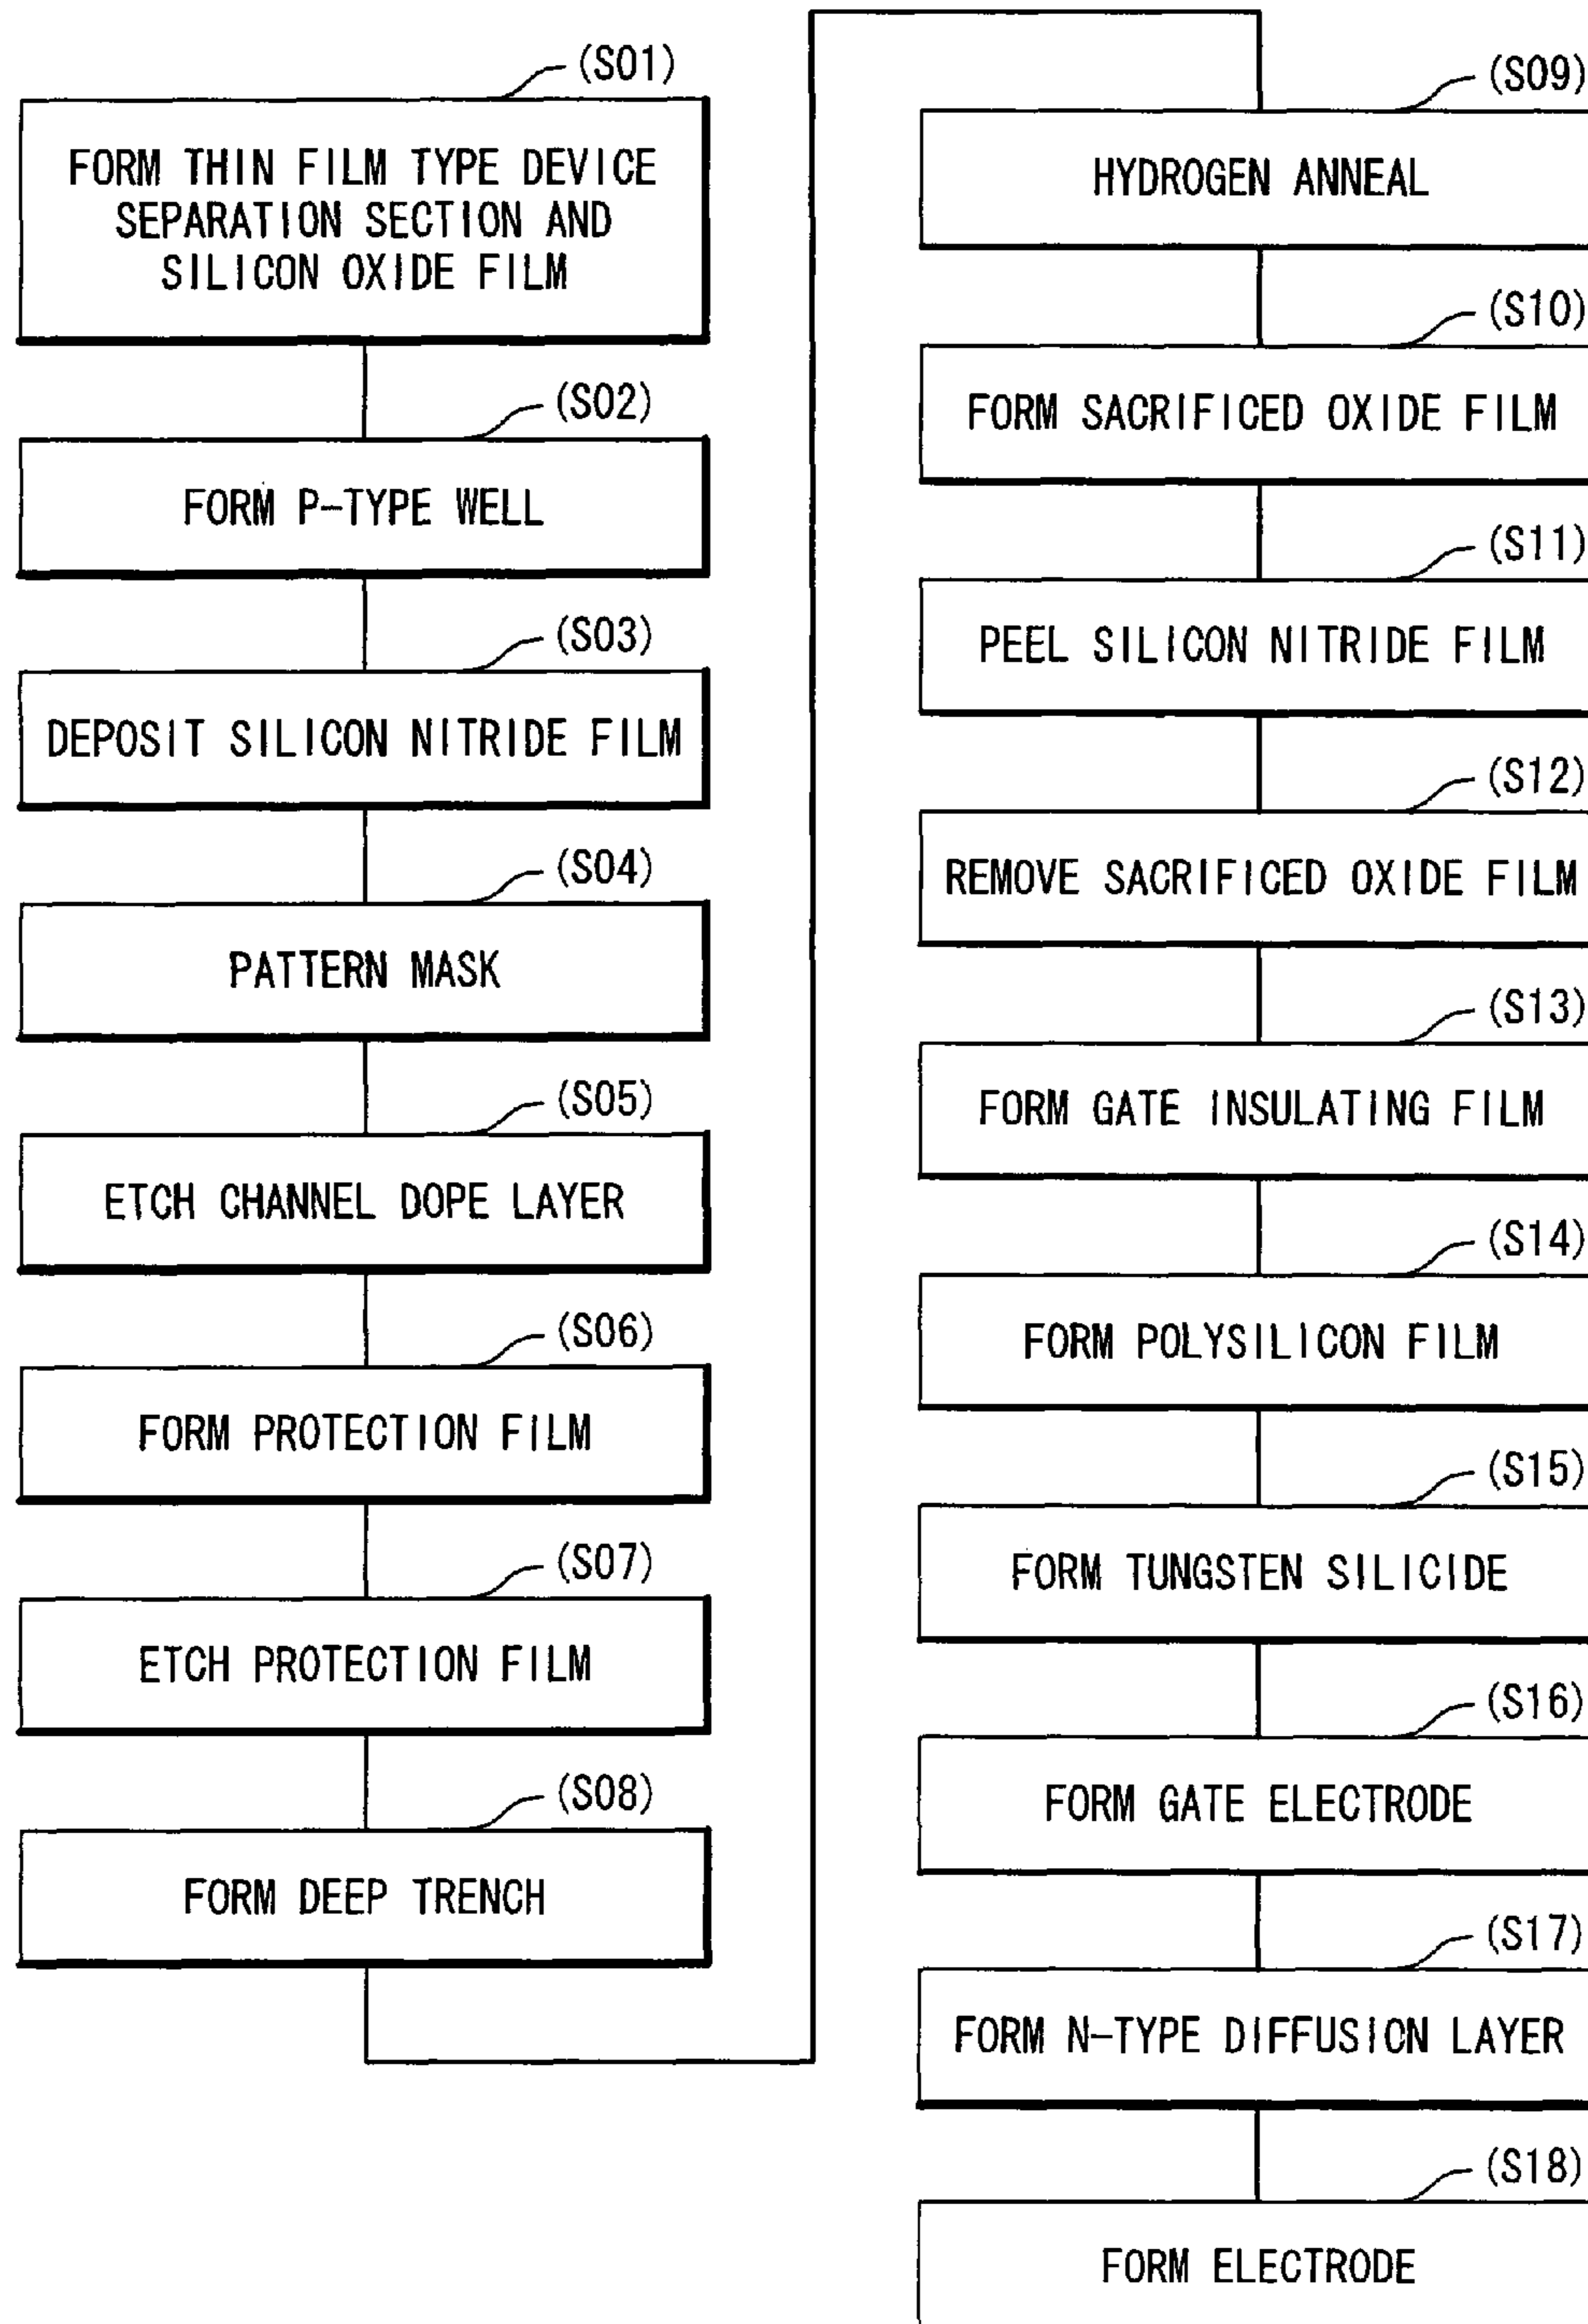 (S01)
FORM THIN FILM TYPE DEVICE
SEPARATION SECTION AND
SILICON OXIDE FILM
(S02)
FORM P-TYPE WELL
(S03)
DEPOSIT SILICON NITRIDE FILM
(S04)
PATTERN MASK
(S05)
ETCH CHANNEL DOPE LAYER
(S06)
FORM PROTECTION FILM
(S07)
ETCH PROTECTION FILM
(S08)
FORM DEEP TRENCH
(S09)
HYDROGEN ANNEAL
(S10)
FORM SACRIFICED OXIDE FILM
(S11)
PEEL SILICON NITRIDE FILM
(S12)
REMOVE SACRIFICED OXIDE FILM
(S13)
FORM GATE INSULATING FILM
(S14)
FORM POLYSILICON FILM
(S15)
FORM TUNGSTEN SILICIDE
(S16)
FORM GATE ELECTRODE
(S17)
FORM N-TYPE DIFFUSION LAYER
(S18)
FORM ELECTRODE